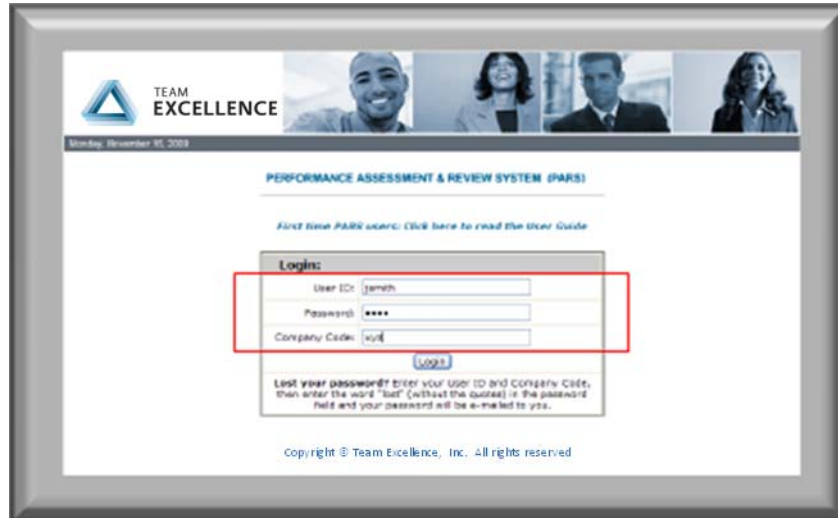 TEAM
EXCELLENCE
Monday, November 16, 2009
PERFORMANCE ASSESSMENT & REVIEW SYSTEM (PARS)
First time PARS users: Click here to read the User Guide
Login:
User ID: jsmith
Password: ••••
Company Code:
Login
Lost your password? Enter your User ID and Company Code,
then enter the word "lost" (without the quotes) in the password
field and your password will be e-mailed to you.
Copyright © Team Excellence, Inc. All rights reserved